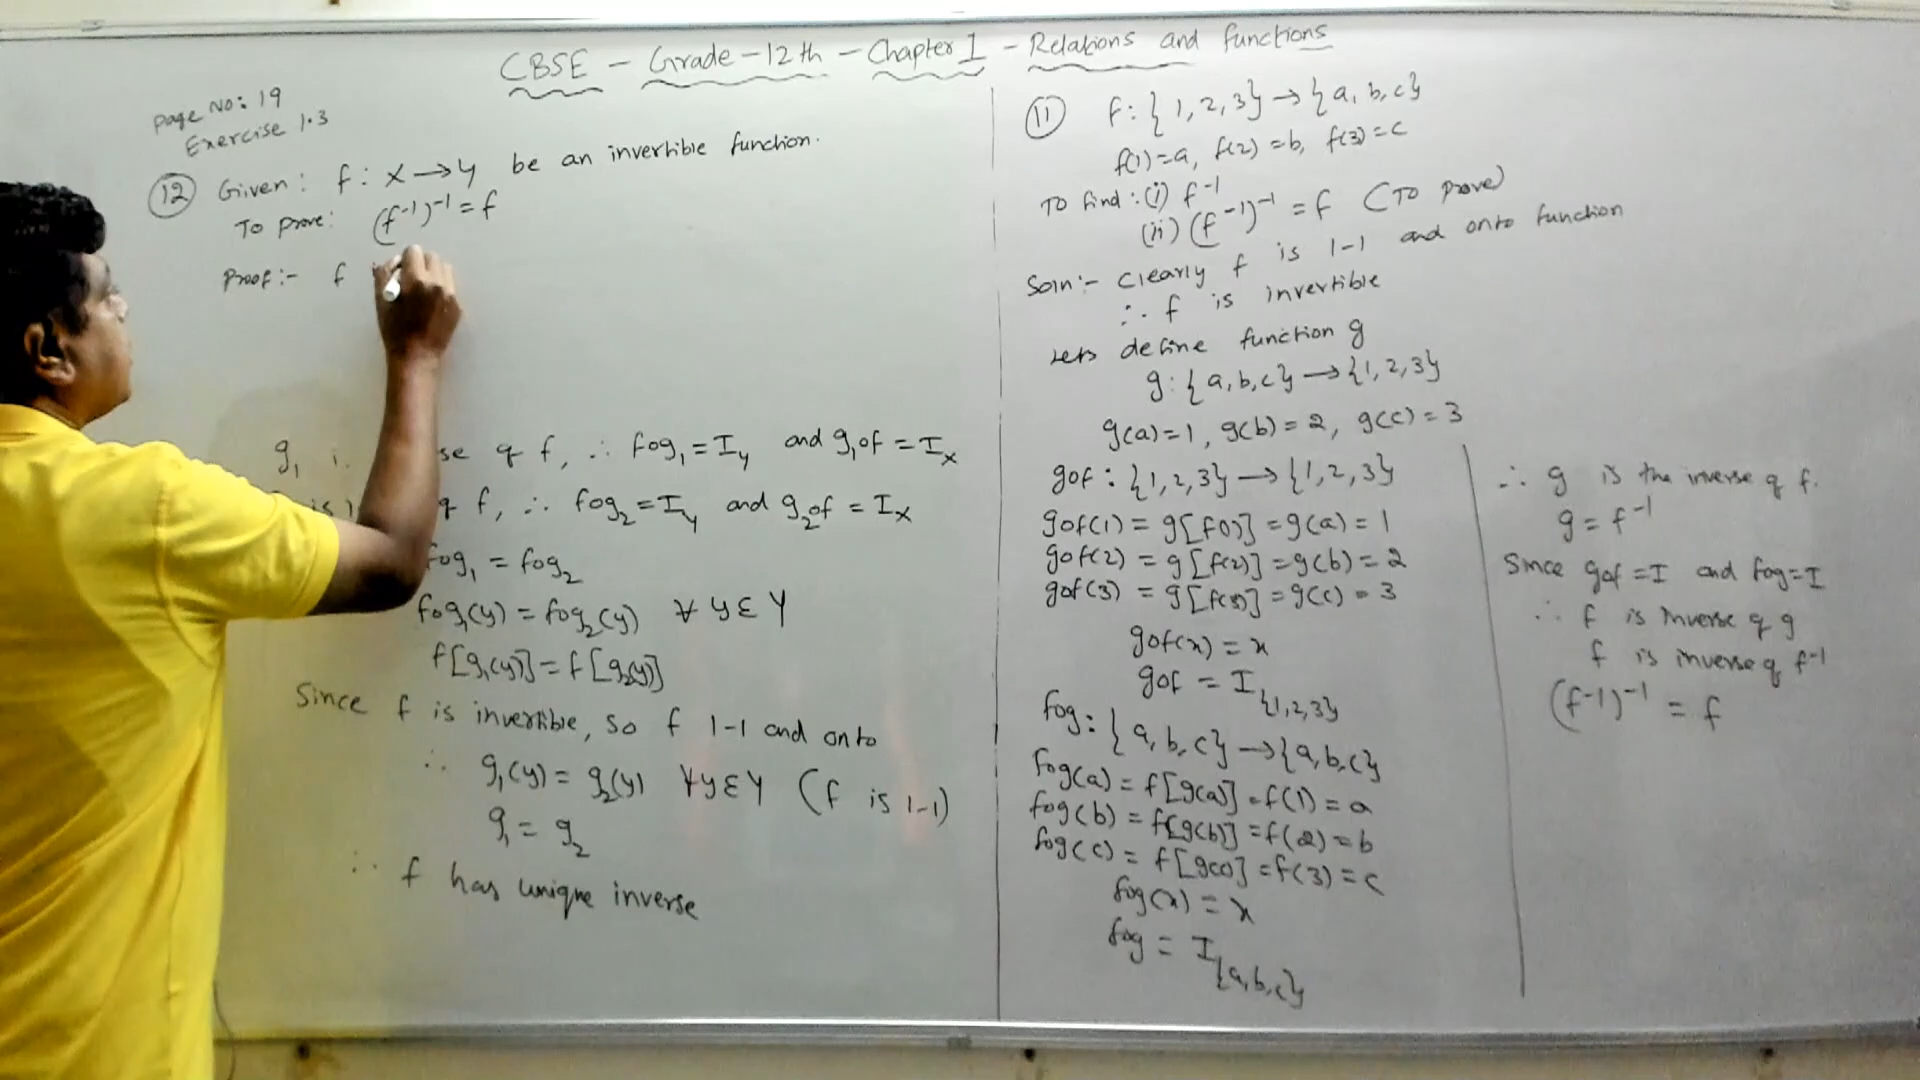 CBSE - Grade-12th - Chapter 1 - Relations and functions
Page No: 19
Exercise 1.3
(12) Given: f: X → Y be an invertible function.
To prove: (f⁻¹)⁻¹ = f
Proof:- f
g₁ i se of f, ∴ fog₁ = I_y and g₁of = I_x
is of f, ∴ fog₂ = I_y and g₂of = I_x
fog₁ = fog₂
fog₁(y) = fog₂(y) ∀ y ε Y
f[g₁(y)] = f[g₂(y)]
Since f is invertible, so f 1-1 and onto
∴ g₁(y) = g₂(y) ∀ y ε Y (f is 1-1)
g₁ = g₂
∴ f has unique inverse
(11) f: {1, 2, 3} → {a, b, c}
f(1)=a, f(2)=b, f(3)=c
To find: (i) f⁻¹
(ii) (f⁻¹)⁻¹ = f (To prove)
Soln:- Clearly f is 1-1 and onto function
∴ f is invertible
Lets define function g
g: {a, b, c} → {1, 2, 3}
g(a)=1, g(b)=2, g(c)=3
gof: {1, 2, 3} → {1, 2, 3}
gof(1) = g[f(1)] = g(a) = 1
gof(2) = g[f(2)] = g(b) = 2
gof(3) = g[f(3)] = g(c) = 3
gof(x) = x
gof = I_{1,2,3}
fog: {a, b, c} → {a, b, c}
fog(a) = f[g(a)] = f(1) = a
fog(b) = f[g(b)] = f(2) = b
fog(c) = f[g(c)] = f(3) = c
fog(x) = x
fog = I_{a,b,c}
∴ g is the inverse of f.
g = f⁻¹
Since gof = I and fog = I
∴ f is inverse of g
f is inverse of f⁻¹
(f⁻¹)⁻¹ = f